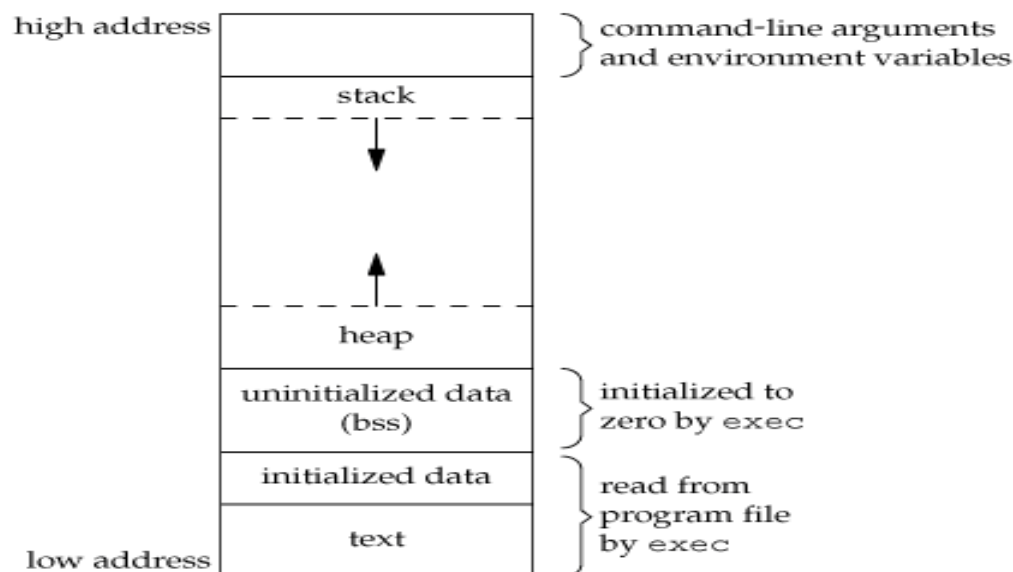 high address
command-line arguments
and environment variables
stack
heap
uninitialized data
(bss)
initialized to
zero by exec
initialized data
read from
program file
by exec
text
low address